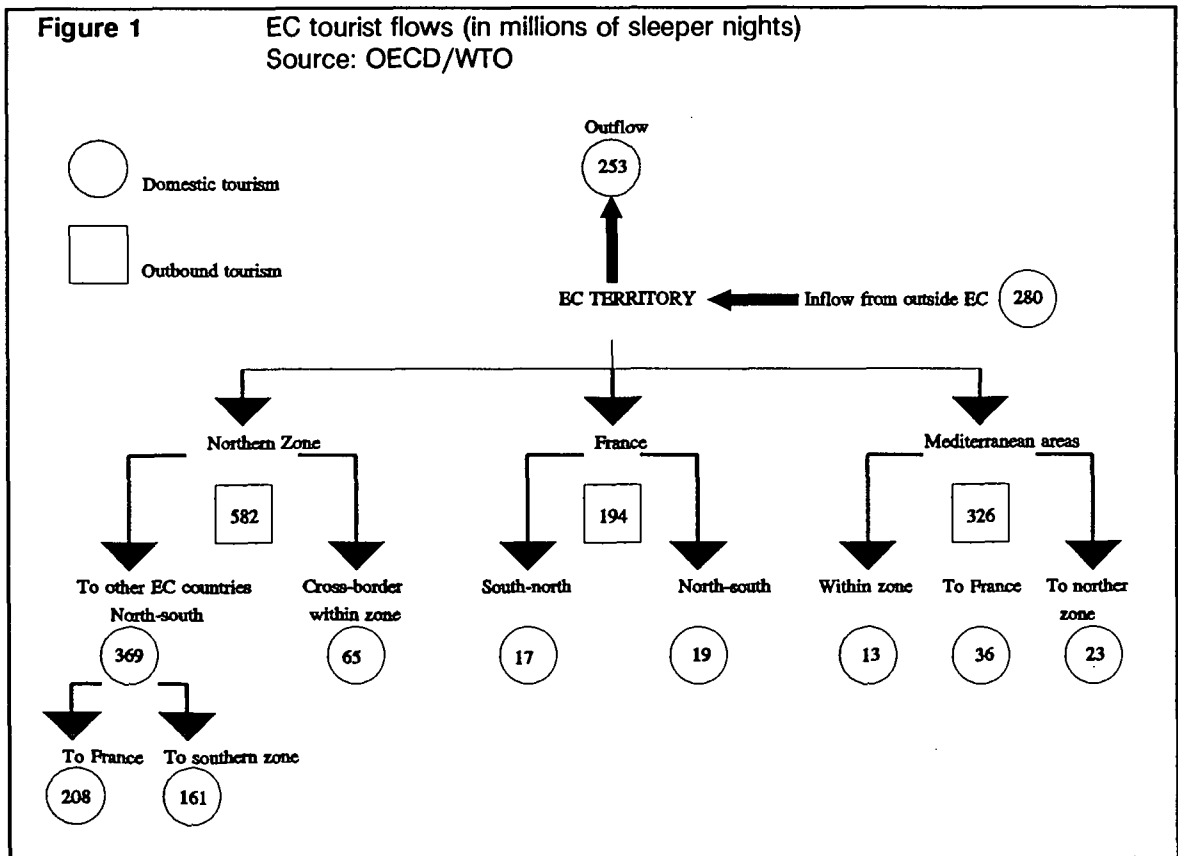 Figure 1 EC tourist flows (in millions of sleeper nights)
Source: OECD/WTO
Outflow
253
Domestic tourism
Outbound tourism
EC TERRITORY
Inflow from outside EC 280
Northern Zone
France
Mediterranean areas
582
194
326
To other EC countries
North-south
Cross-border
within zone
South-north
North-south
Within zone
To France
To norther
zone
369
65
17
19
13
36
23
To France
To southern zone
208
161